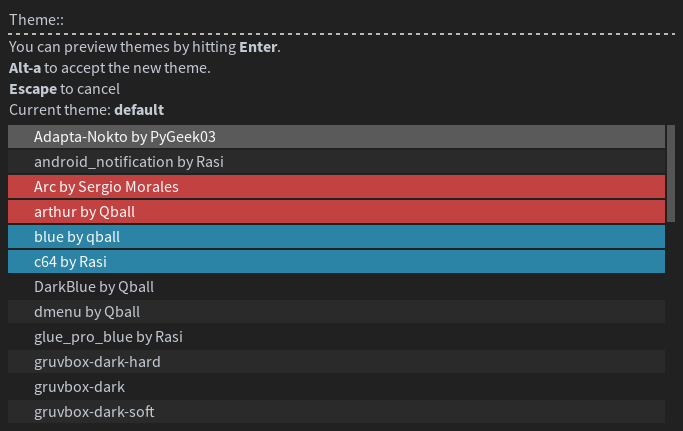 Theme::
You can preview themes by hitting Enter.
Alt-a to accept the new theme.
Escape to cancel
Current theme: default
Adapta-Nokto by PyGeek03
android_notification by Rasi
Arc by Sergio Morales
arthur by Qball
blue by qball
c64 by Rasi
DarkBlue by Qball
dmenu by Qball
glue_pro_blue by Rasi
gruvbox-dark-hard
gruvbox-dark
gruvbox-dark-soft